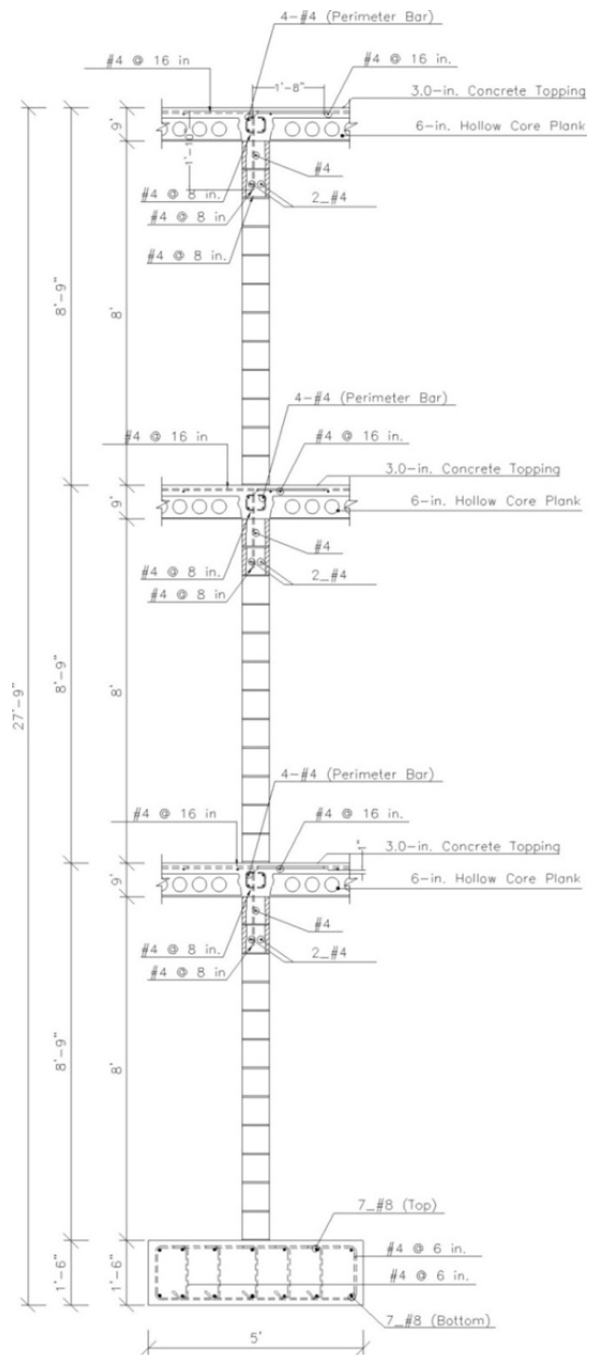 4-#4 (Perimeter Bar)
#4 @ 16 in.
#4 @ 16 in.
1'-8"
3.0-in. Concrete Topping
6-in. Hollow Core Plank
9'
1'-10"
#4
#4 @ 8 in.
#4 @ 8 in
2_#4
#4 @ 8 in.
8'-9"
8'
4-#4 (Perimeter Bar)
#4 @ 16 in
#4 @ 16 in.
3.0-in. Concrete Topping
9'
6-in. Hollow Core Plank
#4
#4 @ 8 in.
#4 @ 8 in.
2_#4
27'-9"
8'-9"
8'
4-#4 (Perimeter Bar)
#4 @ 16 in
#4 @ 16 in.
3.0-in. Concrete Topping
9'
6-in. Hollow Core Plank
#4
#4 @ 8 in.
#4 @ 8 in
2_#4
8'-9"
8'
7_#8 (Top)
#4 @ 6 in.
1'-6"
1'-6"
#4 @ 6 in.
7_#8 (Bottom)
5'